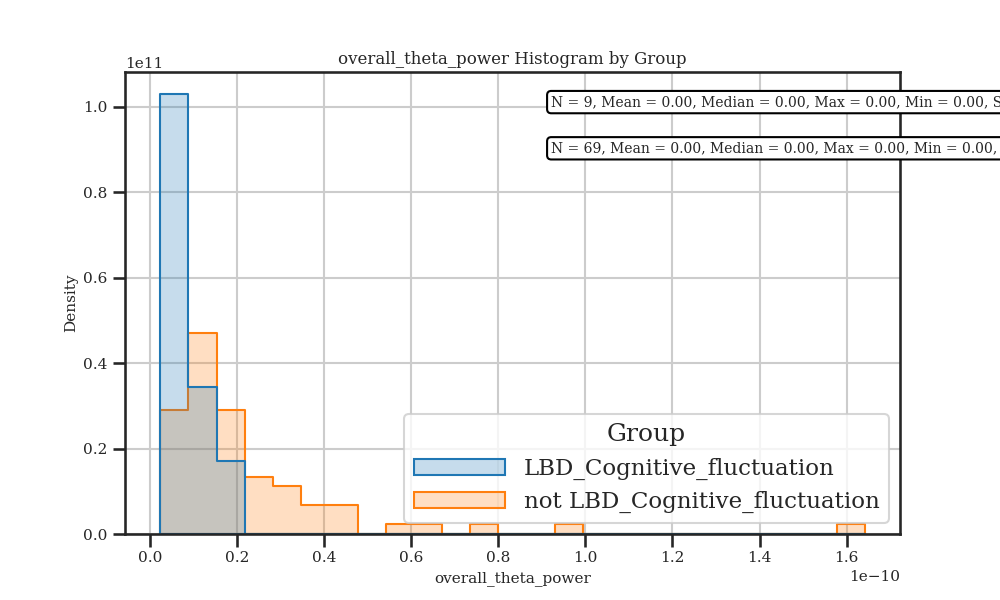 overall_theta_power Histogram by Group
1e11
N = 9, Mean = 0.00, Median = 0.00, Max = 0.00, Min = 0.00, S
N = 69, Mean = 0.00, Median = 0.00, Max = 0.00, Min = 0.00,
1.0
0.8
0.6
0.4
0.2
0.0
Density
Group
LBD_Cognitive_fluctuation
not LBD_Cognitive_fluctuation
0.0 0.2 0.4 0.6 0.8 1.0 1.2 1.4 1.6
1e−10
overall_theta_power